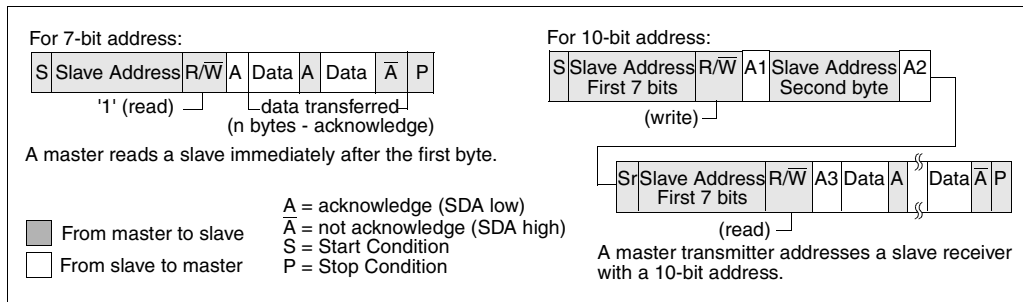 For 7-bit address:
S Slave Address R/W̅ A Data A Data A̅ P
'1' (read)
data transferred
(n bytes - acknowledge)
A master reads a slave immediately after the first byte.
From master to slave
From slave to master
A = acknowledge (SDA low)
A̅ = not acknowledge (SDA high)
S = Start Condition
P = Stop Condition
For 10-bit address:
S Slave Address First 7 bits R/W̅ A1 Slave Address Second byte A2
(write)
Sr Slave Address First 7 bits R/W̅ A3 Data A Data A̅ P
(read)
A master transmitter addresses a slave receiver
with a 10-bit address.